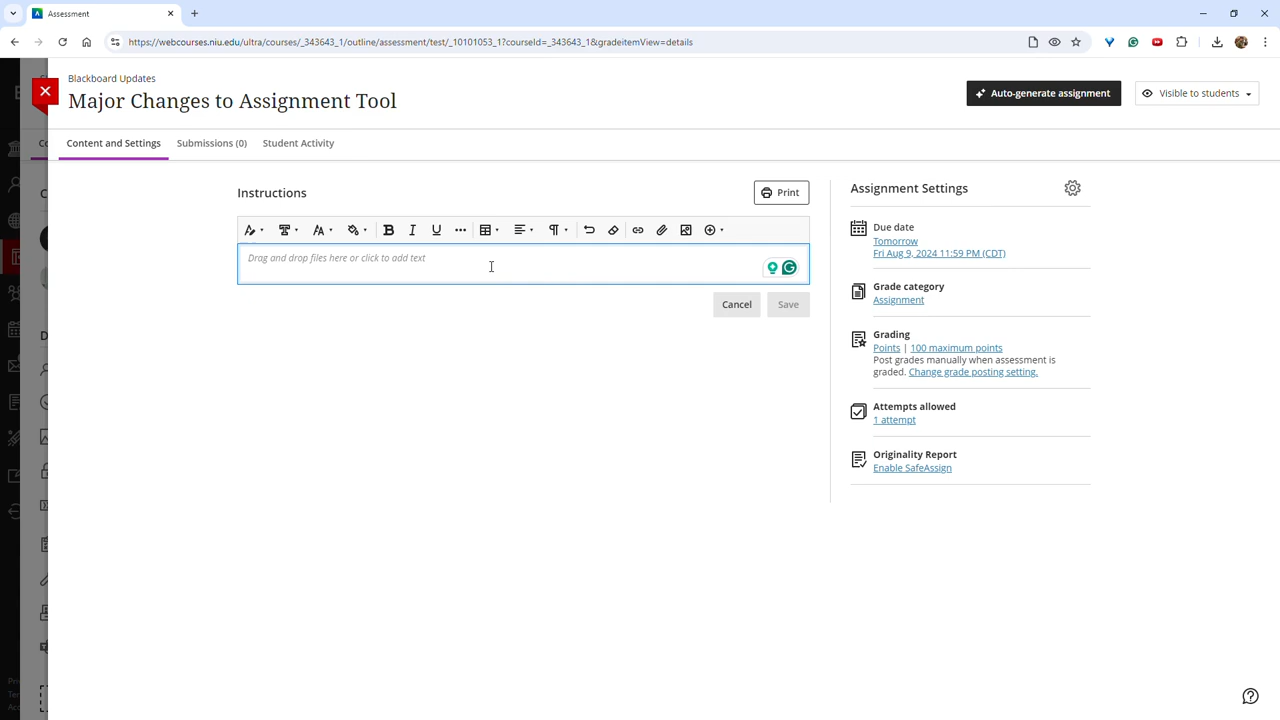 Assessment
https://webcourses.niu.edu/ultra/courses/_343643_1/outline/assessment/test/_10101053_1?courseId=_343643_1&gradeitemView=details
Blackboard Updates
Major Changes to Assignment Tool
Auto-generate assignment
Visible to students
Content and Settings
Submissions (0)
Student Activity
Instructions
Print
Drag and drop files here or click to add text
Cancel
Save
Assignment Settings
Due date
Tomorrow
Fri Aug 9, 2024 11:59 PM (CDT)
Grade category
Assignment
Grading
Points | 100 maximum points
Post grades manually when assessment is
graded. Change grade posting setting.
Attempts allowed
1 attempt
Originality Report
Enable SafeAssign